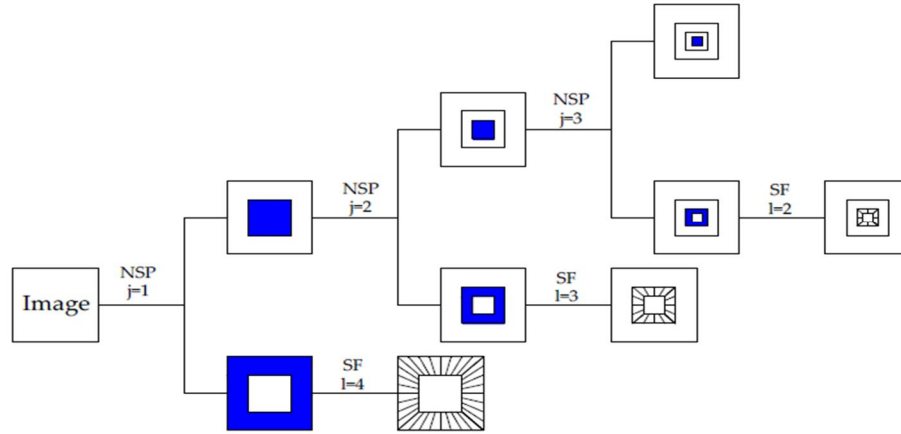 NSP
j=3
NSP
j=2
SF
l=2
NSP
j=1
SF
l=3
Image
SF
l=4